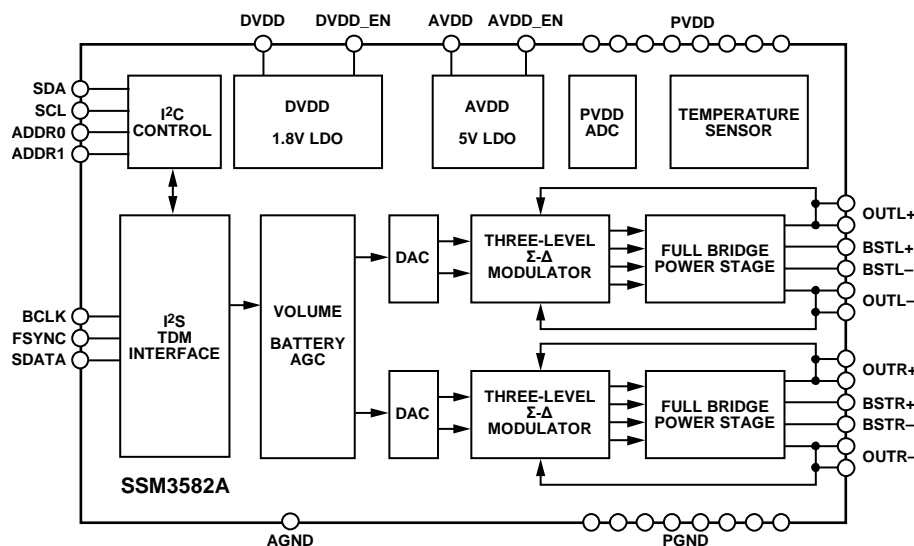 DVDD
DVDD_EN
AVDD
AVDD_EN
PVDD
SDA
SCL
ADDR0
ADDR1
I²C
CONTROL
DVDD
1.8V LDO
AVDD
5V LDO
PVDD
ADC
TEMPERATURE
SENSOR
BCLK
FSYNC
SDATA
I²S
TDM
INTERFACE
VOLUME
BATTERY
AGC
DAC
THREE-LEVEL
Σ-Δ
MODULATOR
FULL BRIDGE
POWER STAGE
OUTL+
BSTL+
BSTL–
OUTL–
DAC
THREE-LEVEL
Σ-Δ
MODULATOR
FULL BRIDGE
POWER STAGE
OUTR+
BSTR+
BSTR–
OUTR–
SSM3582A
AGND
PGND